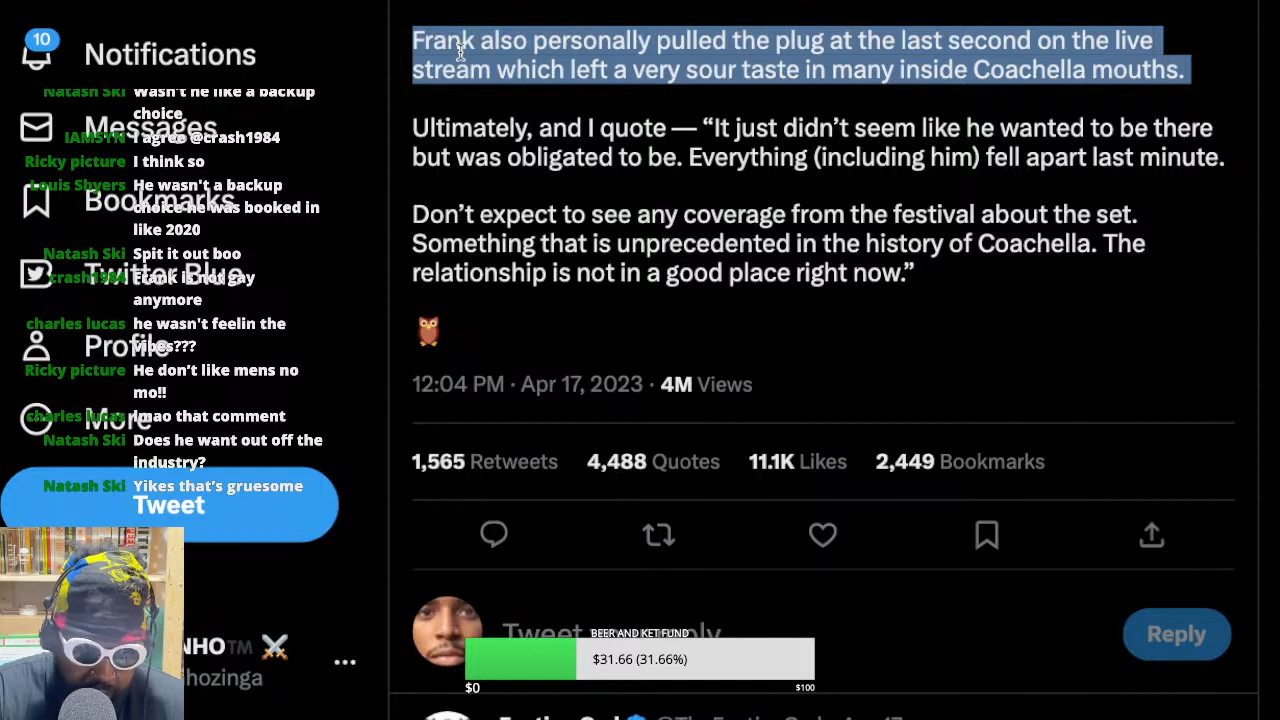 10
Notifications
Natash Ski Wasn't he like a backup
choice
Messages
IAMSYN I agree @crash1984
Ricky picture I think so
Louis Shyers He wasn't a backup
choice he was booked in
like 2020
Bookmarks
Natash Ski Spit it out boo
Twitter Blue
crash1984 Frank is not gay
anymore
charles lucas he wasn't feelin the
vibes???
Profile
Ricky picture He don't like mens no
mo!!
charles lucas lmao that comment
More
Natash Ski Does he want out off the
industry?
Natash Ski Yikes that's gruesome
Tweet
NHO™ ⚔️
hozinga
Frank also personally pulled the plug at the last second on the live
stream which left a very sour taste in many inside Coachella mouths.
Ultimately, and I quote — “It just didn’t seem like he wanted to be there
but was obligated to be. Everything (including him) fell apart last minute.
Don’t expect to see any coverage from the festival about the set.
Something that is unprecedented in the history of Coachella. The
relationship is not in a good place right now.”
🦉
12:04 PM · Apr 17, 2023 · 4M Views
1,565 Retweets 4,488 Quotes 11.1K Likes 2,449 Bookmarks
Tweet your reply
Reply
BEER AND KET FUND
$31.66 (31.66%)
$0 $100